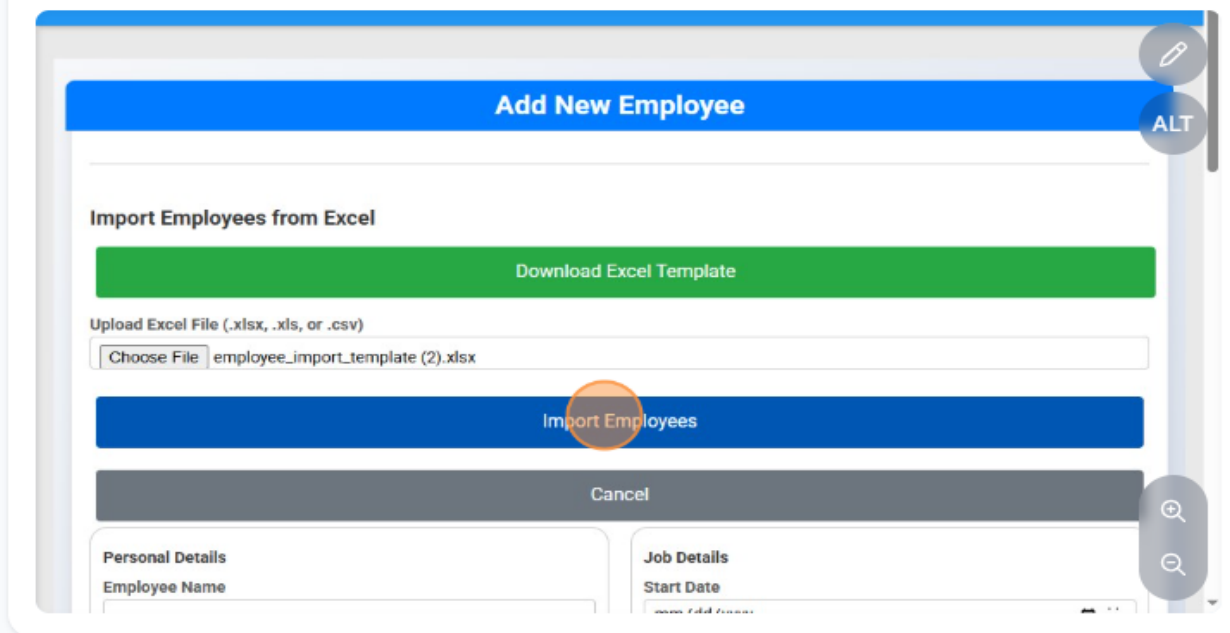 Add New Employee
ALT
Import Employees from Excel
Download Excel Template
Upload Excel File (.xlsx, .xls, or .csv)
Choose File employee_import_template (2).xlsx
Import Employees
Cancel
Personal Details
Employee Name
Job Details
Start Date